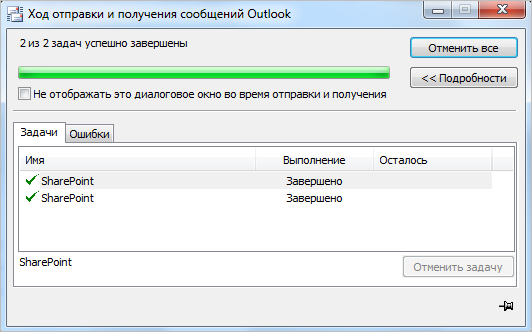 Ход отправки и получения сообщений Outlook
2 из 2 задач успешно завершены
Отменить все
<< Подробности
Не отображать это диалоговое окно во время отправки и получения
Задачи Ошибки
Имя Выполнение Осталось
SharePoint Завершено
SharePoint Завершено
SharePoint
Отменить задачу